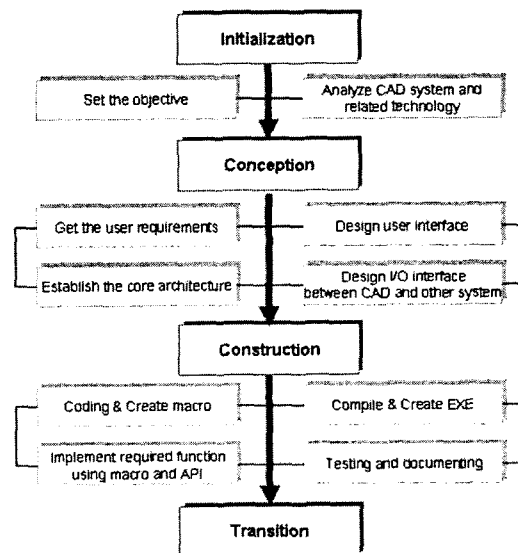 Initialization
Set the objective
Analyze CAD system and
related technology
Conception
Get the user requirements
Design user interface
Establish the core architecture
Design I/O interface
between CAD and other system
Construction
Coding & Create macro
Compile & Create EXE
Implement required function
using macro and API
Testing and documenting
Transition